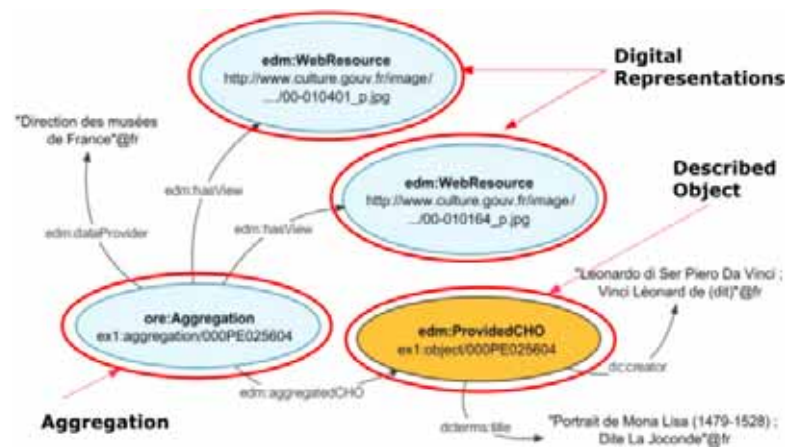 edm:WebResource
http://www.culture.gouv.fr/image/
..../00-010401_p.jpg
Digital
Representations
"Direction des musées
de France"@fr
edm:hasView
edm:WebResource
http://www.culture.gouv.fr/image/
..../00-010164_p.jpg
Described
Object
edm:dataProvider
edm:hasView
"Leonardo di Ser Piero Da Vinci ;
Vinci Léonard de (dit)"@fr
ore:Aggregation
ex1:aggregation/000PE025604
edm:ProvidedCHO
ex1:object/000PE025604
dc:creator
edm:aggregatedCHO
Aggregation
dcterms:title
"Portrait de Mona Lisa (1479-1528) ;
Dite La Joconde"@fr